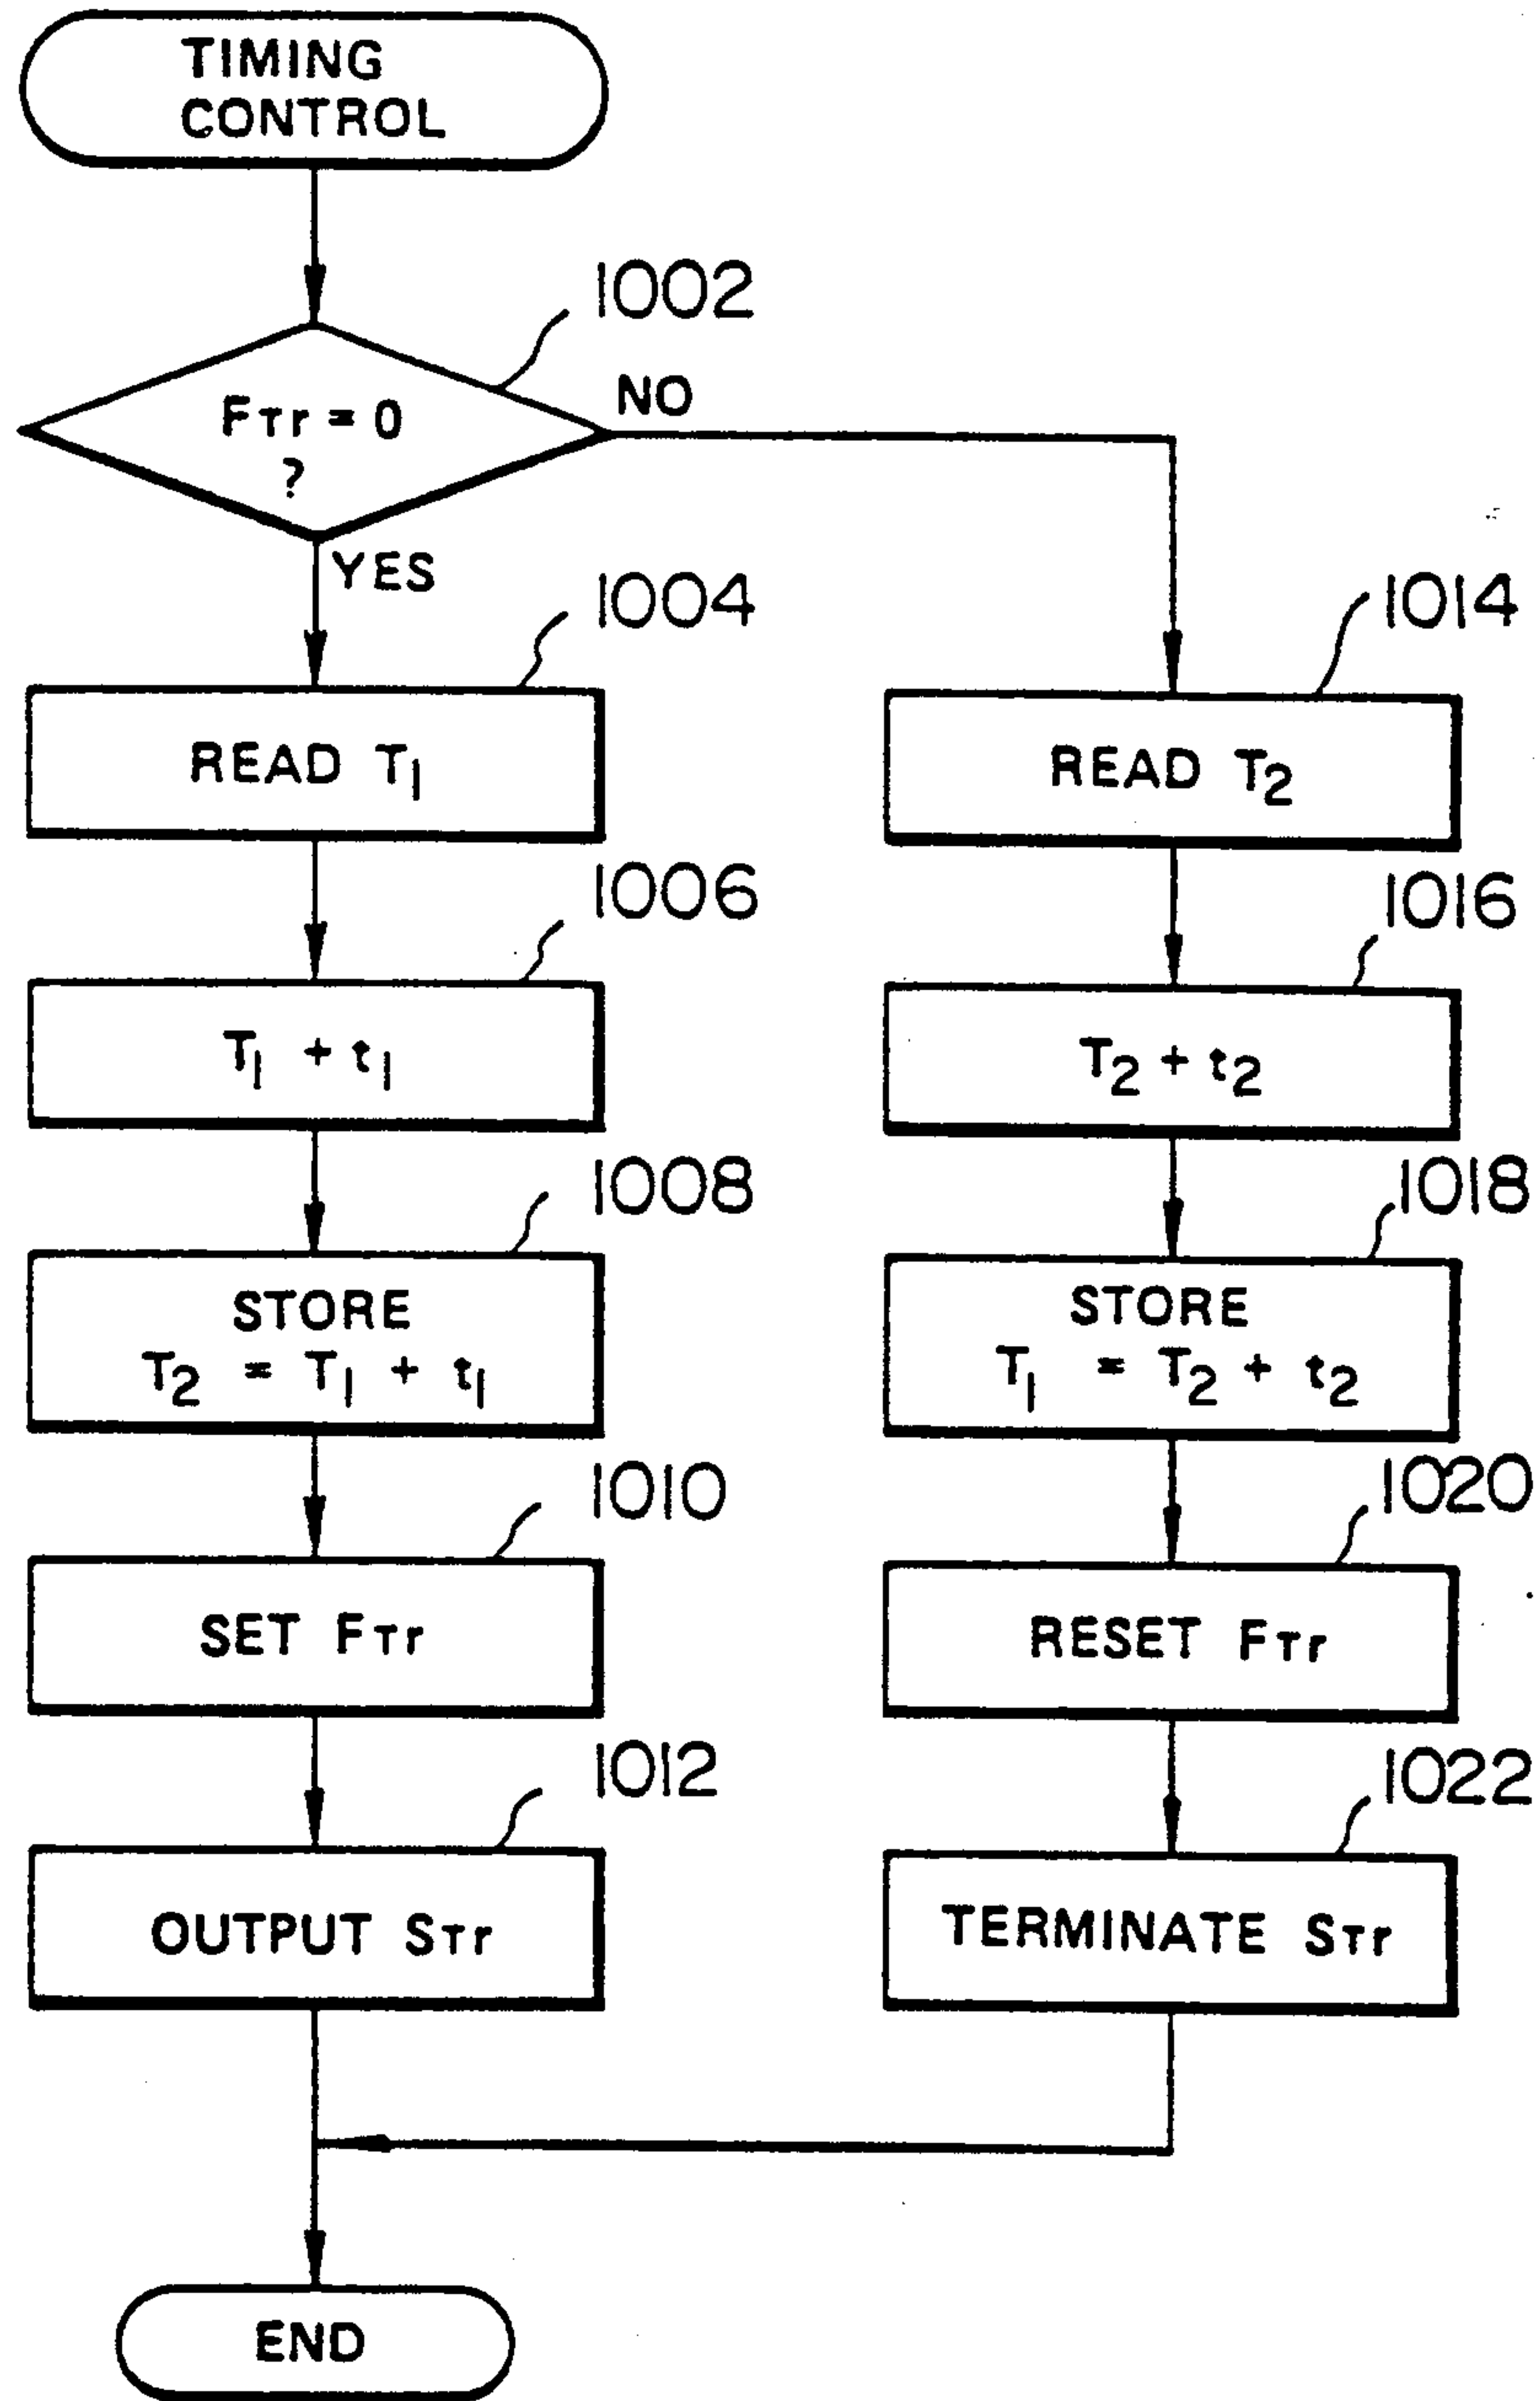 TIMING
CONTROL
1002
FTr = 0
?
NO
YES
1004
READ T1
1006
T1 + t1
1008
STORE
T2 = T1 + t1
1010
SET FTr
1012
OUTPUT STr
1014
READ T2
1016
T2 + t2
1018
STORE
T1 = T2 + t2
1020
RESET FTr
1022
TERMINATE STr
END